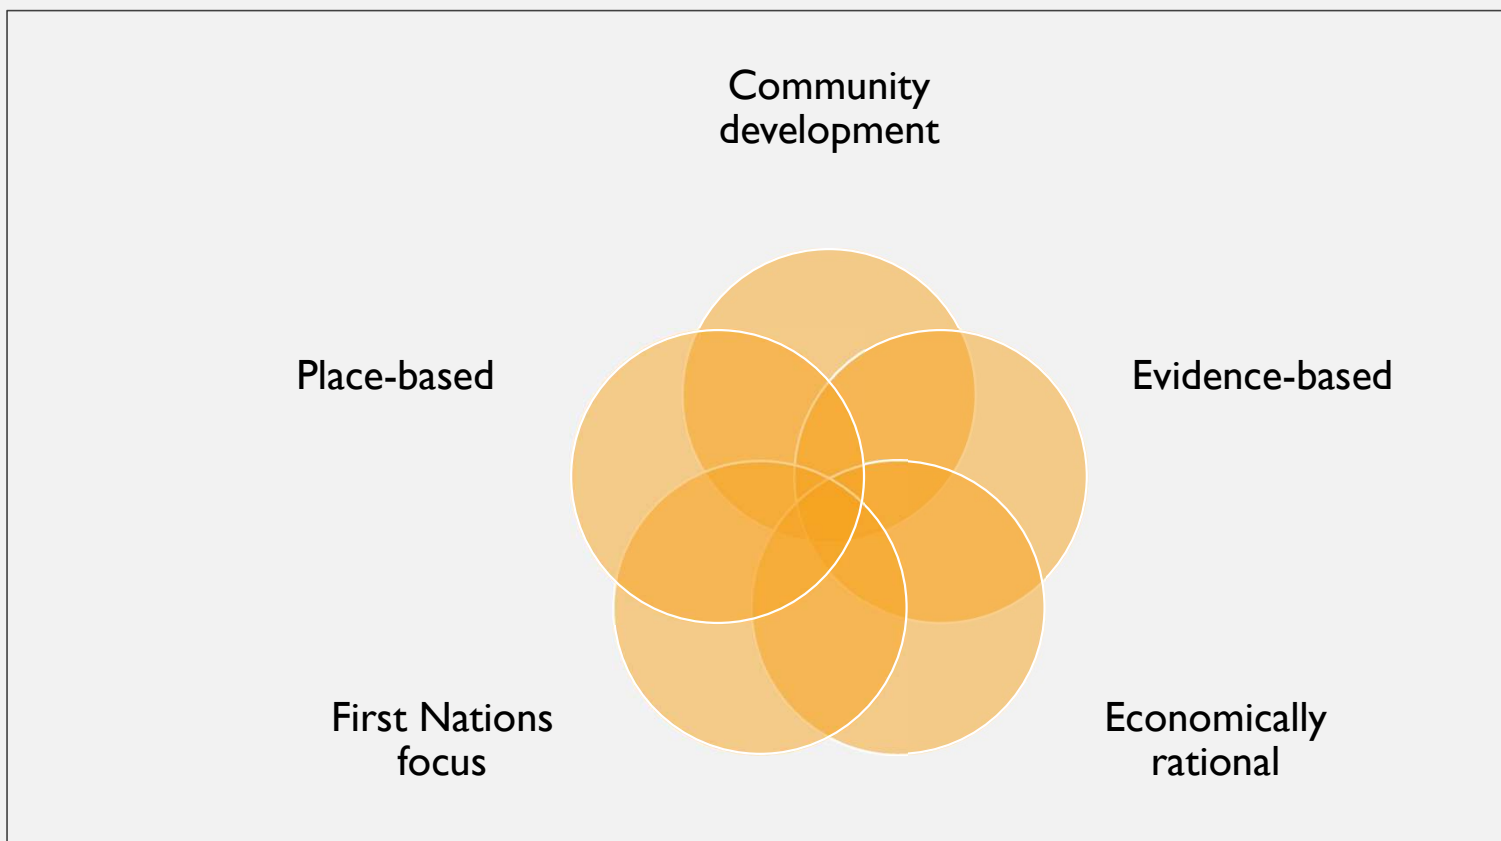 Community
development
Place-based
Evidence-based
First Nations
focus
Economically
rational